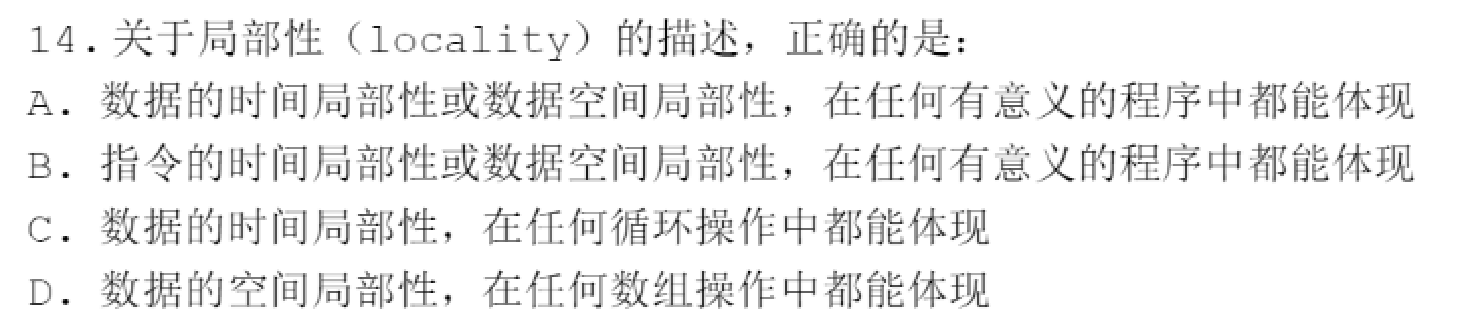 14.关于局部性（locality）的描述，正确的是：
A. 数据的时间局部性或数据空间局部性，在任何有意义的程序中都能体现
B. 指令的时间局部性或数据空间局部性，在任何有意义的程序中都能体现
C. 数据的时间局部性，在任何循环操作中都能体现
D. 数据的空间局部性，在任何数组操作中都能体现